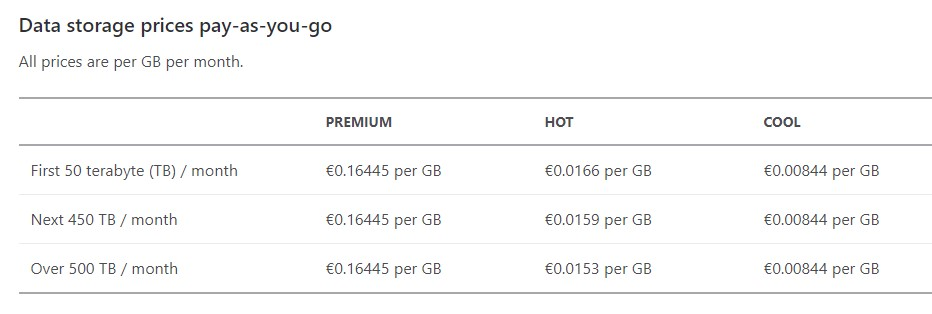 Data storage prices pay-as-you-go
All prices are per GB per month.
PREMIUM HOT COOL
First 50 terabyte (TB) / month €0.16445 per GB €0.0166 per GB €0.00844 per GB
Next 450 TB / month €0.16445 per GB €0.0159 per GB €0.00844 per GB
Over 500 TB / month €0.16445 per GB €0.0153 per GB €0.00844 per GB